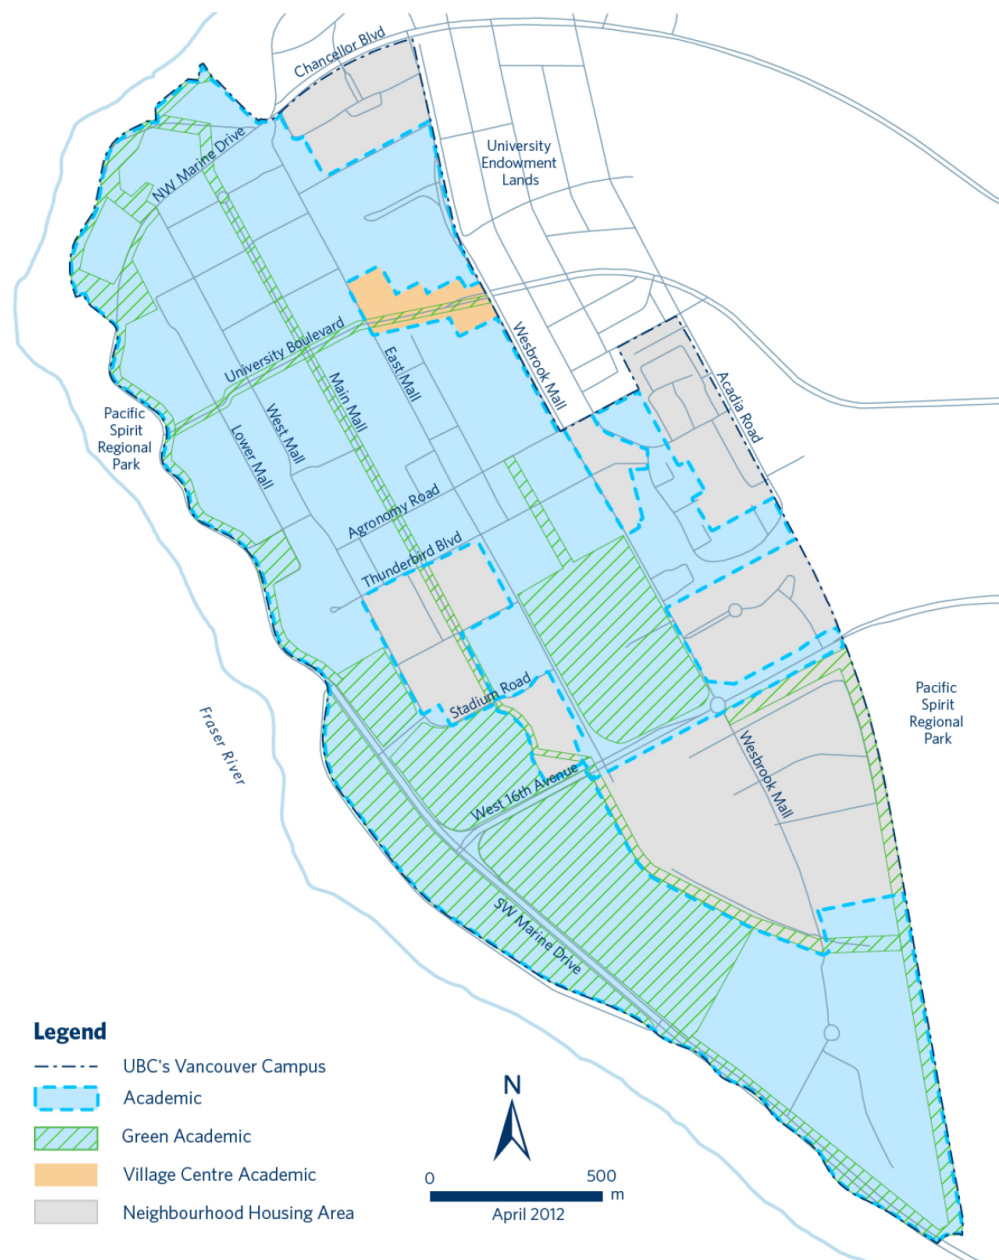 Chancellor Blvd
University
Endowment
Lands
NW Marine Drive
University Boulevard
East Mall
Wesbrook Mall
Main Mall
West Mall
Lower Mall
Acadia Road
Pacific
Spirit
Regional
Park
Agronomy Road
Thunderbird Blvd
Stadium Road
Fraser River
Pacific
Spirit
Regional
Park
West 16th Avenue
Wesbrook Mall
SW Marine Drive
Legend
UBC's Vancouver Campus
Academic
Green Academic
Village Centre Academic
Neighbourhood Housing Area
N
0 500
m
April 2012